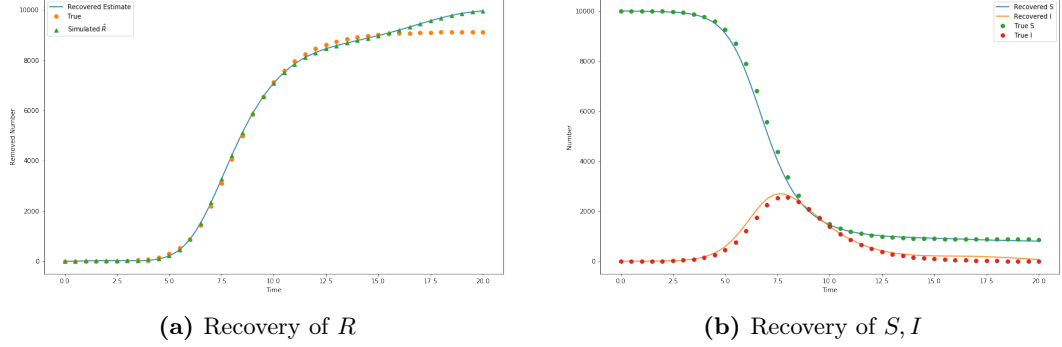 Recovered Estimate
True
Simulated R̂
Removed Number
10000
8000
6000
4000
2000
0
0.0 2.5 5.0 7.5 10.0 12.5 15.0 17.5 20.0
Time
(a) Recovery of R
Recovered S
Recovered I
True S
True I
Number
10000
8000
6000
4000
2000
0
0.0 2.5 5.0 7.5 10.0 12.5 15.0 17.5 20.0
Time
(b) Recovery of S, I